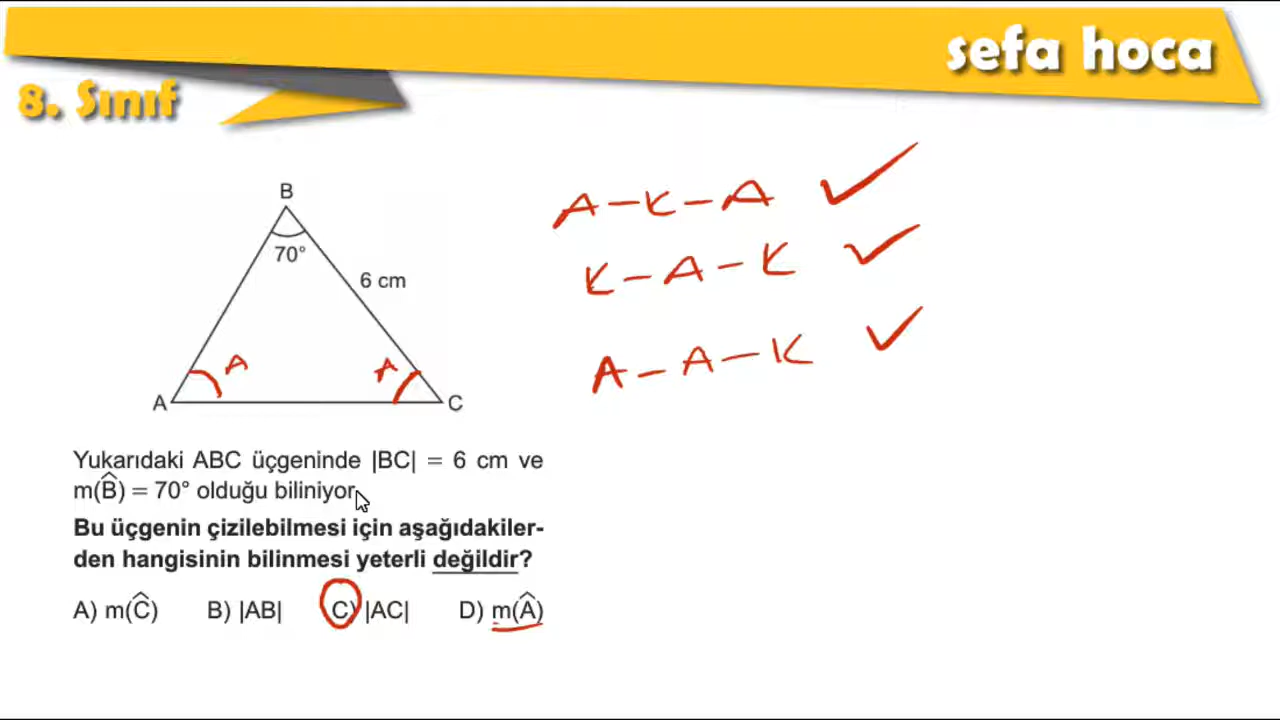 sefa hoca
8. Sınıf
B
70°
6 cm
A
A
A
C
A – K – A ✓
K – A – K ✓
A – A – K ✓
Yukarıdaki ABC üçgeninde |BC| = 6 cm ve
m(B̂) = 70° olduğu biliniyor.
Bu üçgenin çizilebilmesi için aşağıdakiler-
den hangisinin bilinmesi yeterli değildir?
A) m(Ĉ) B) |AB| C) |AC| D) m(Â)